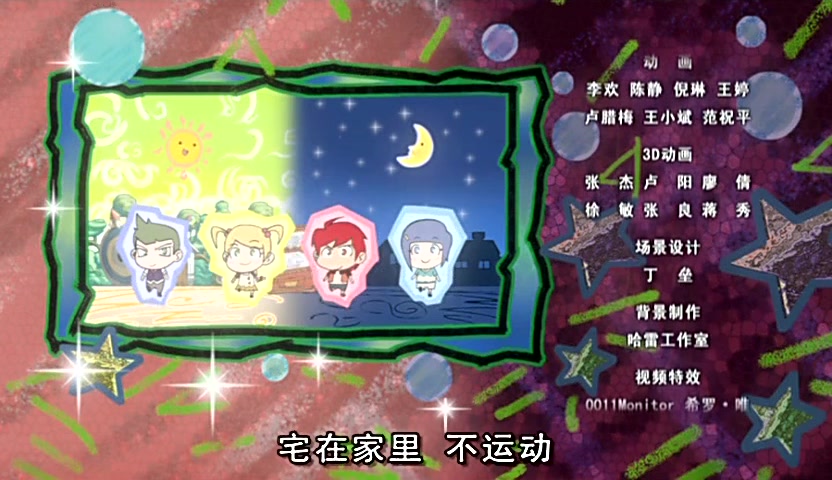 动 画
李欢 陈静 倪琳 王婷
卢腊梅 王小斌 范祝平
3D动画
张 杰 卢 阳 廖 倩
徐 敏 张 良 蒋 秀
场景设计
丁 垒
背景制作
哈雷工作室
视频特效
0011Monitor 希罗·唯
宅在家里 不运动